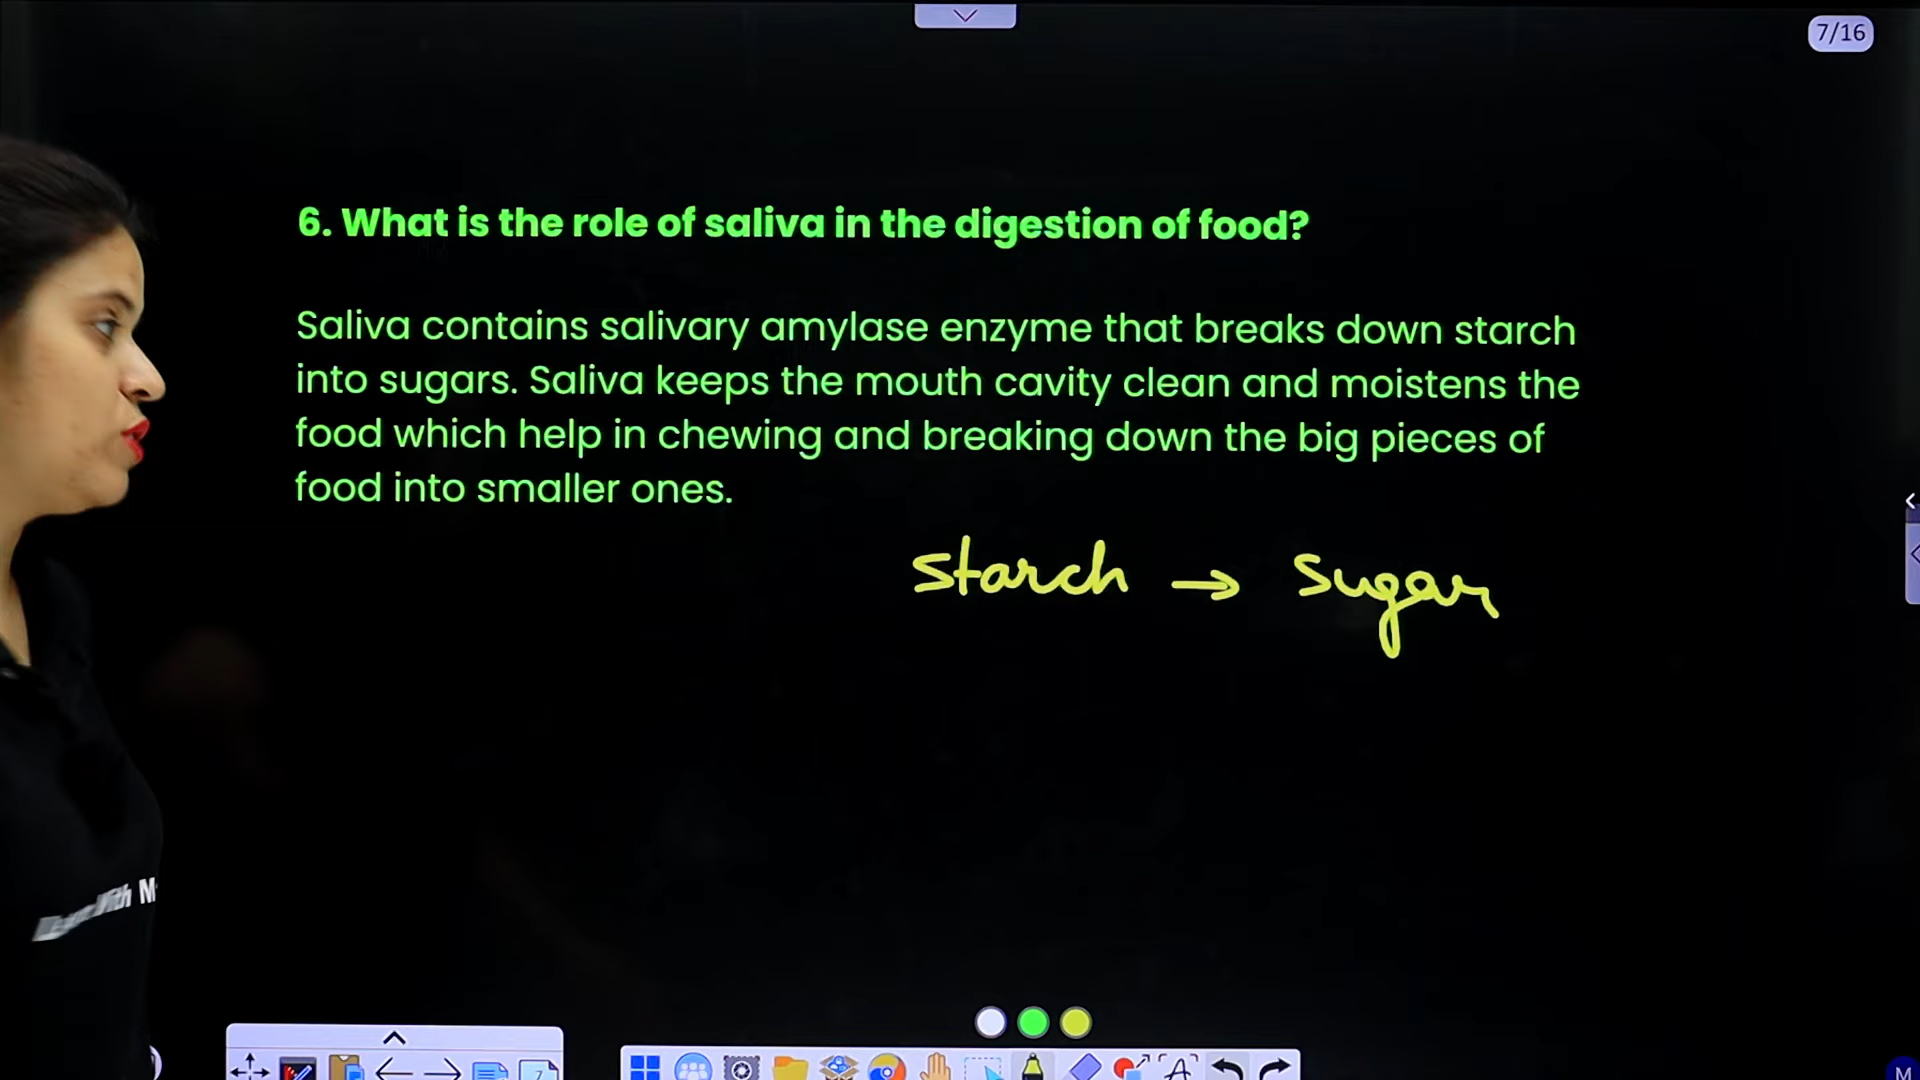 7/16
6. What is the role of saliva in the digestion of food?
Saliva contains salivary amylase enzyme that breaks down starch
into sugars. Saliva keeps the mouth cavity clean and moistens the
food which help in chewing and breaking down the big pieces of
food into smaller ones.
Starch → Sugar
With M
7
M